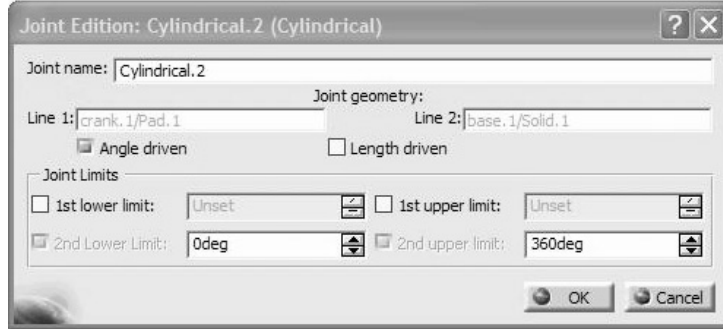 Joint Edition: Cylindrical.2 (Cylindrical)
Joint name: Cylindrical.2
Joint geometry:
Line 1: crank.1/Pad.1 Line 2: base.1/Solid.1
Angle driven Length driven
Joint Limits
1st lower limit: Unset 1st upper limit: Unset
2nd Lower Limit: 0deg 2nd upper limit: 360deg
OK Cancel